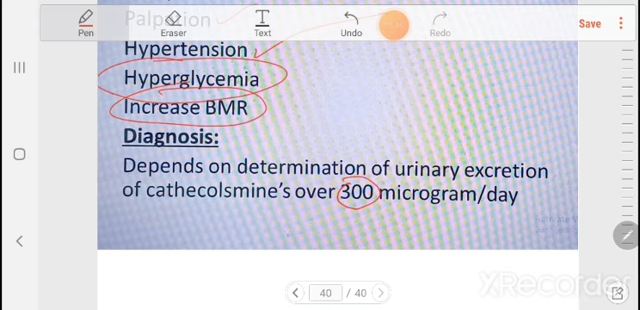 Palpation
Pen
Eraser
Text
Undo
Redo
Save
Hypertension
Hyperglycemia
Increase BMR
Diagnosis:
Depends on determination of urinary excretion
of cathecolsmine's over 300 microgram/day
40 / 40
XRecorder